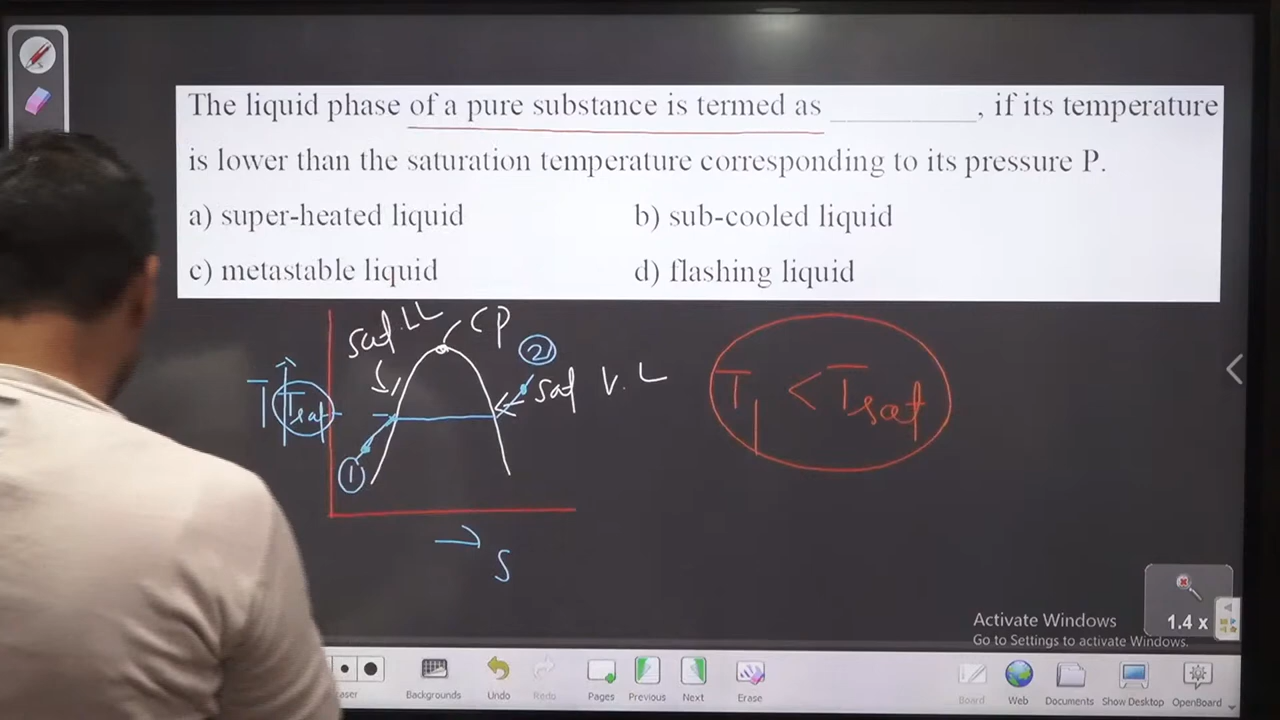 The liquid phase of a pure substance is termed as __________, if its temperature
is lower than the saturation temperature corresponding to its pressure P.
a) super-heated liquid b) sub-cooled liquid
c) metastable liquid d) flashing liquid
sat. LL
CP
2
sat V. L
T
Tsat
1
S
T1 < Tsat
Activate Windows
Go to Settings to activate Windows.
1.4 x
Backgrounds Undo Redo Pages Previous Next Erase Board Web Documents Show Desktop OpenBoard